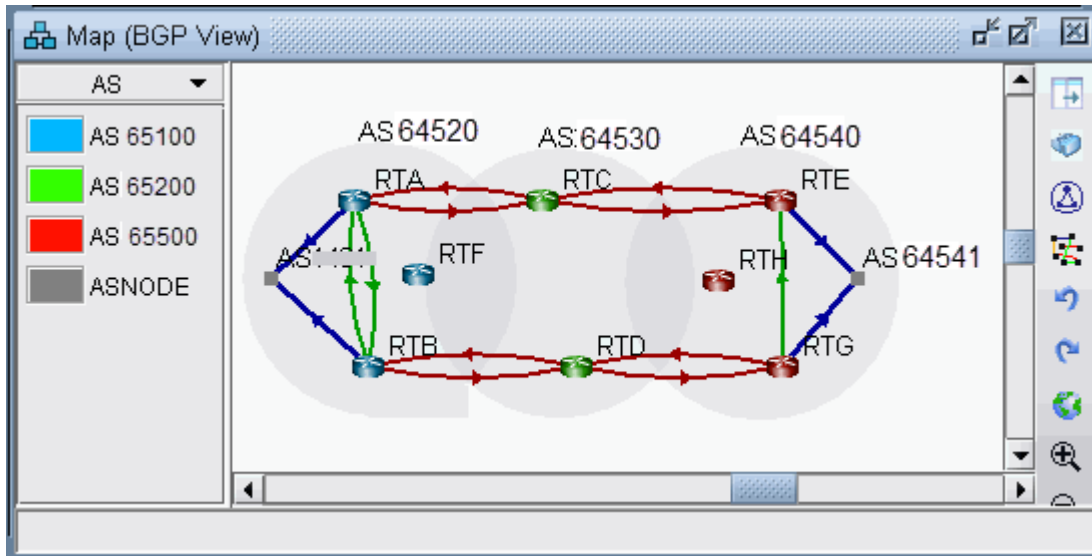 Map (BGP View)
AS
AS 65100
AS 65200
AS 65500
ASNODE
AS 64520
AS 64530
AS 64540
RTA
RTC
RTE
RTF
RTH
AS 64541
RTB
RTD
RTG